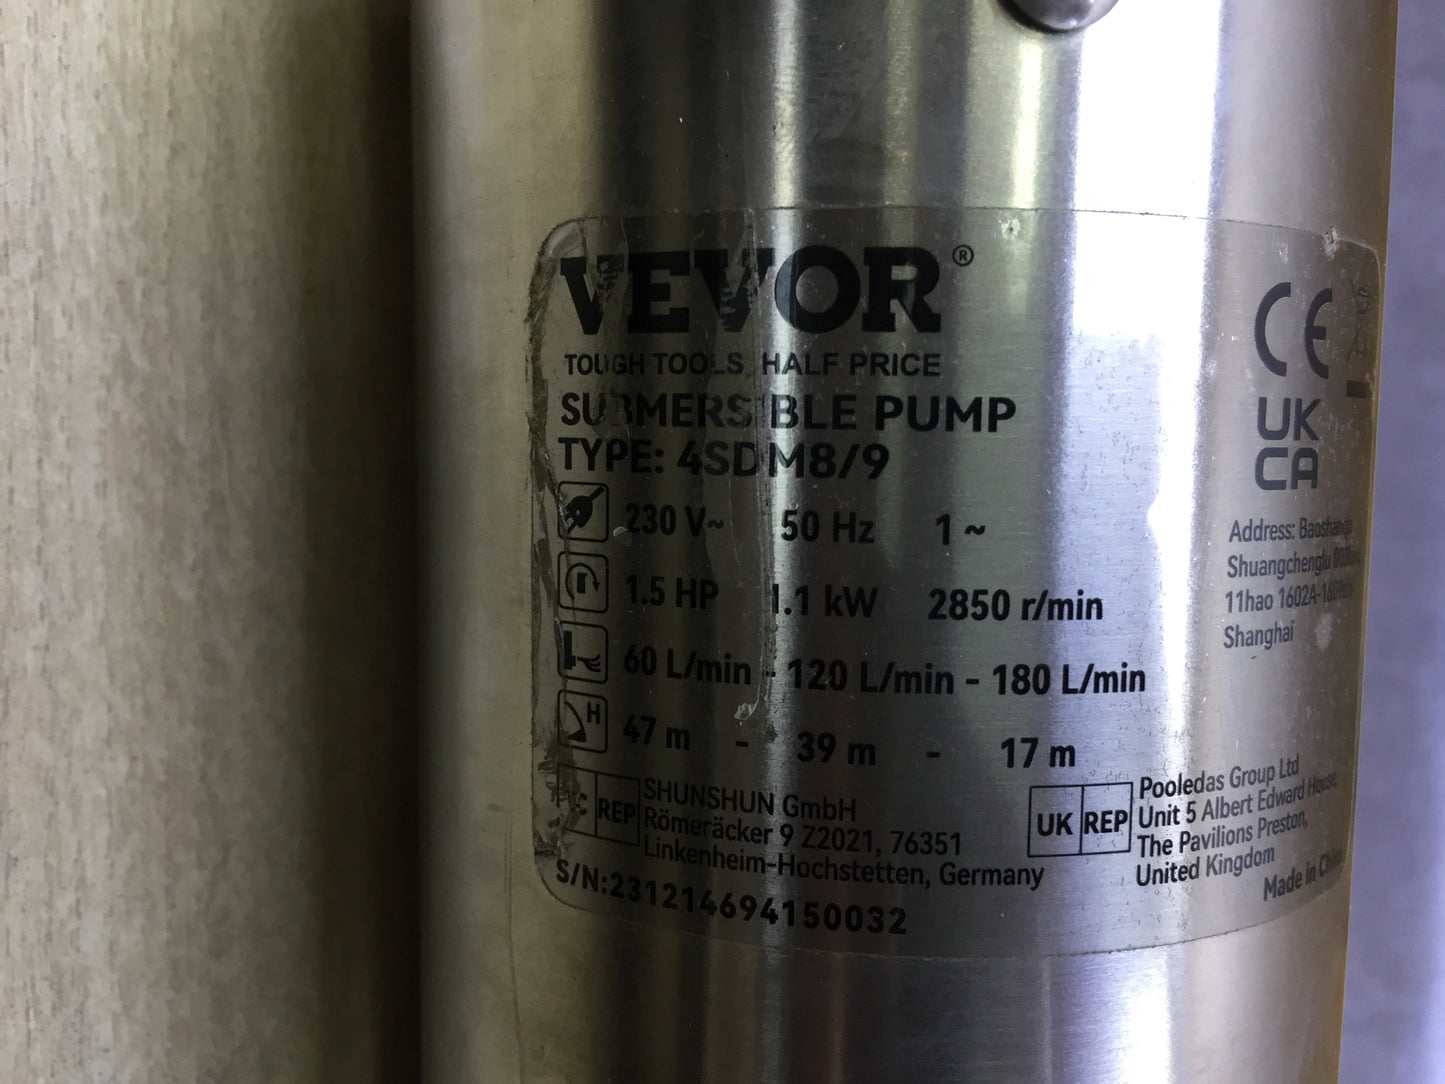 VEVOR®
TOUGH TOOLS, HALF PRICE
SUBMERSIBLE PUMP
TYPE: 4SDM8/9
230 V~ 50 Hz 1 ~
1.5 HP 1.1 kW 2850 r/min
60 L/min - 120 L/min - 180 L/min
H 47 m - 39 m - 17 m
REP
SHUNSHUN GmbH
Römeräcker 9 Z2021, 76351
Linkenheim-Hochstetten, Germany
S/N:231214694150032
CE
UK
CA
Address:
Shuangchenglu
11hao
Shanghai
UK REP
Pooledas Group Ltd
Unit 5 Albert Edward House,
The Pavilions Preston,
United Kingdom
Made in China